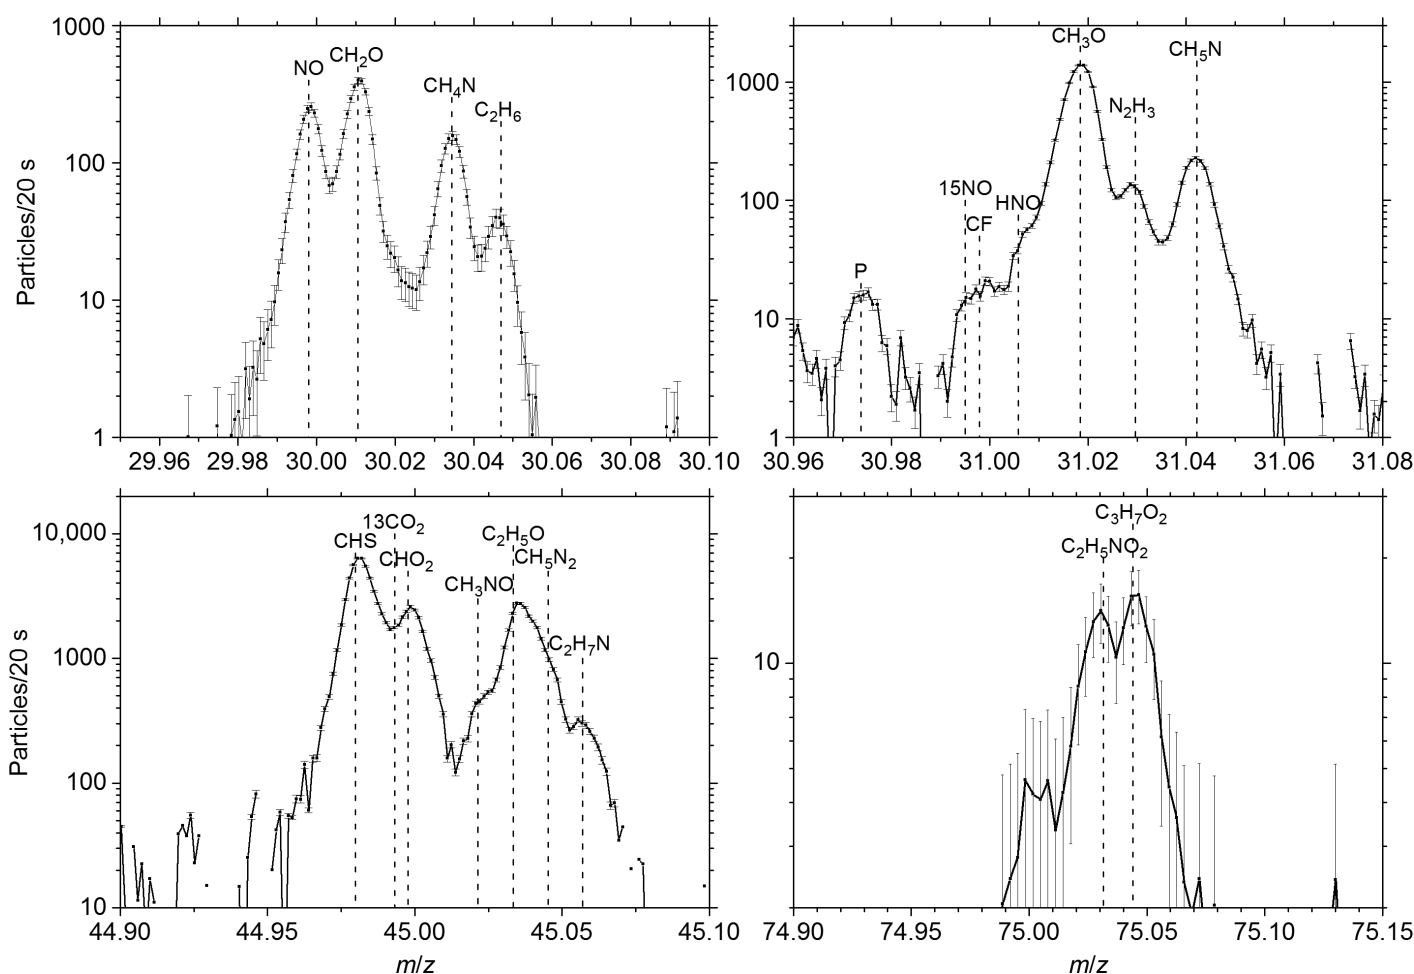 1000
100
10
1
Particles/20 s
NO
CH₂O
CH₄N
C₂H₆
29.96 29.98 30.00 30.02 30.04 30.06 30.08 30.10
1000
100
10
1
CH₃O
CH₅N
N₂H₃
15NO
HNO
CF
P
30.96 30.98 31.00 31.02 31.04 31.06 31.08
10,000
1000
100
10
Particles/20 s
13CO₂
CHS
CHO₂
C₂H₅O
CH₅N₂
CH₃NO
C₂H₇N
44.90 44.95 45.00 45.05 45.10
m/z
10
C₃H₇O₂
C₂H₅NO₂
74.90 74.95 75.00 75.05 75.10 75.15
m/z